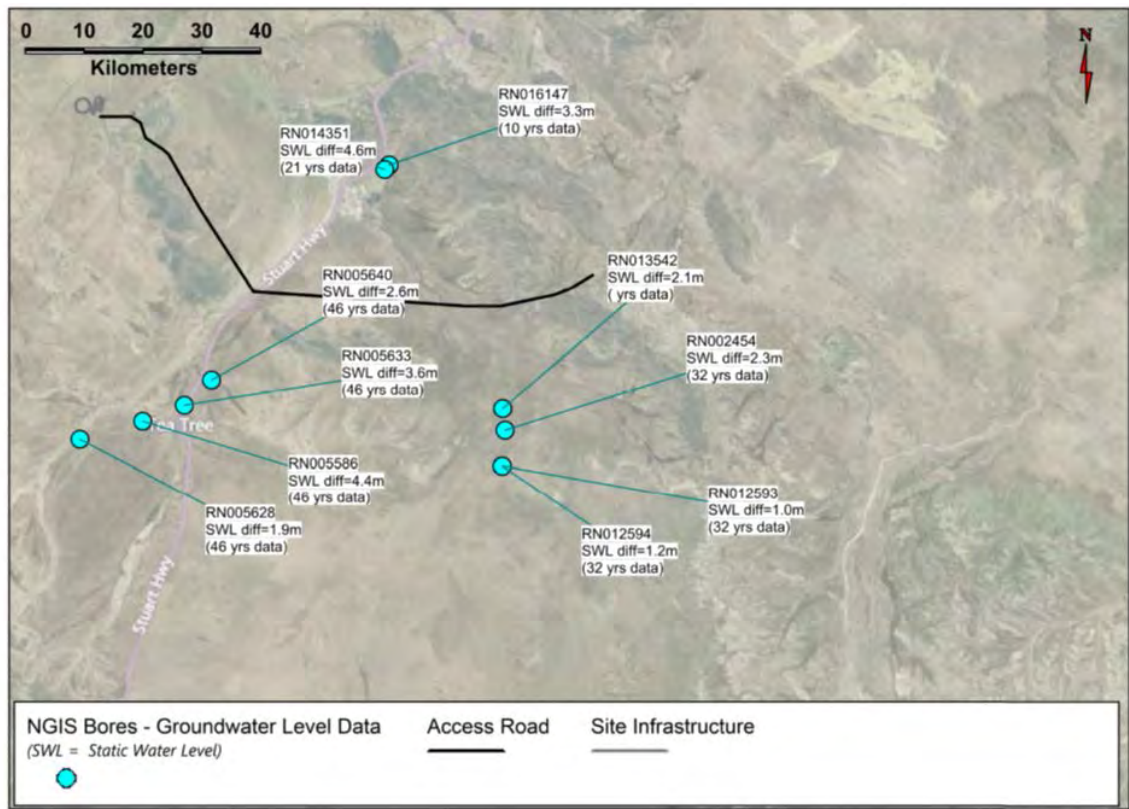 0 10 20 30 40
Kilometers
N
RN016147
SWL diff=3.3m
(10 yrs data)
RN014351
SWL diff=4.6m
(21 yrs data)
Stuart Hwy
RN013542
SWL diff=2.1m
( yrs data)
RN005640
SWL diff=2.6m
(46 yrs data)
RN002454
SWL diff=2.3m
(32 yrs data)
RN005633
SWL diff=3.6m
(46 yrs data)
Tea Tree
RN005586
SWL diff=4.4m
(46 yrs data)
RN012593
SWL diff=1.0m
(32 yrs data)
RN005628
SWL diff=1.9m
(46 yrs data)
RN012594
SWL diff=1.2m
(32 yrs data)
Stuart Hwy
NGIS Bores - Groundwater Level Data
(SWL = Static Water Level)
Access Road
Site Infrastructure